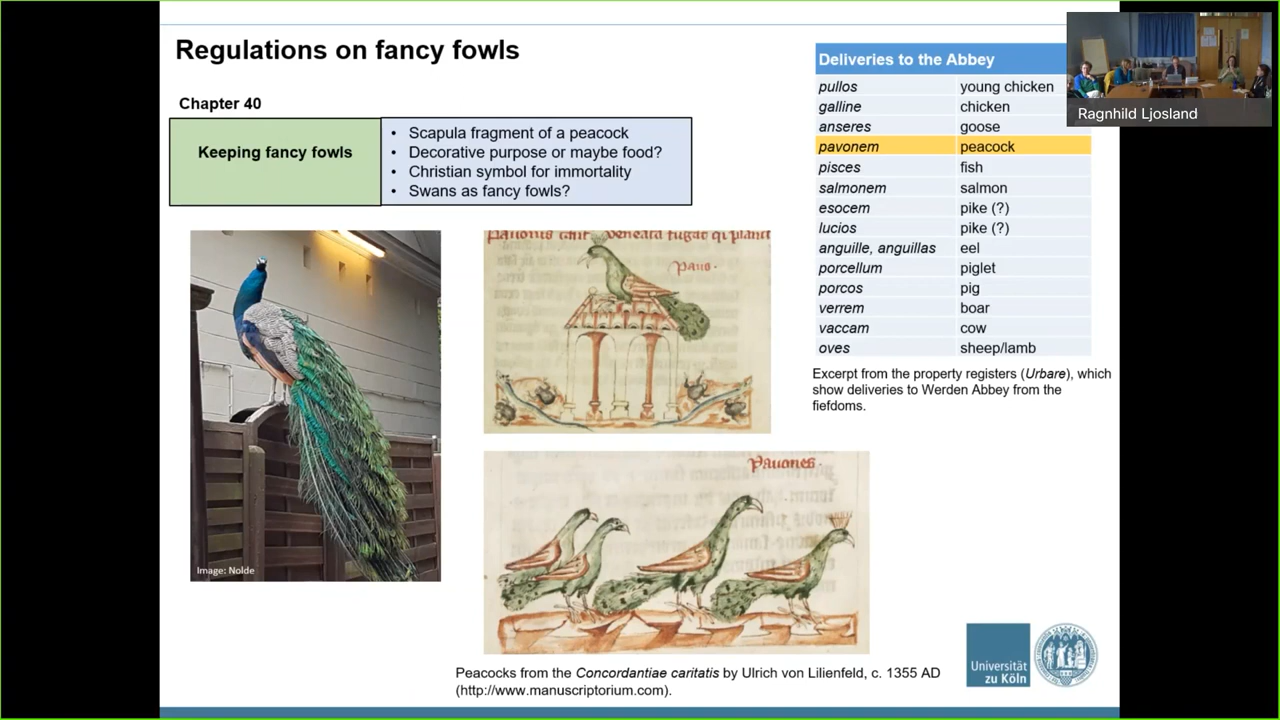 Regulations on fancy fowls
Chapter 40
Keeping fancy fowls
• Scapula fragment of a peacock
• Decorative purpose or maybe food?
• Christian symbol for immortality
• Swans as fancy fowls?
Image: Nolde
pauo.
Pauones.
Peacocks from the Concordantiae caritatis by Ulrich von Lilienfeld, c. 1355 AD
(http://www.manuscriptorium.com).
Deliveries to the Abbey
pullos young chicken
galline chicken
anseres goose
pavonem peacock
pisces fish
salmonem salmon
esocem pike (?)
lucios pike (?)
anguille, anguillas eel
porcellum piglet
porcos pig
verrem boar
vaccam cow
oves sheep/lamb
Excerpt from the property registers (Urbare), which
show deliveries to Werden Abbey from the
fiefdoms.
Ragnhild Ljosland
Universität
zu Köln